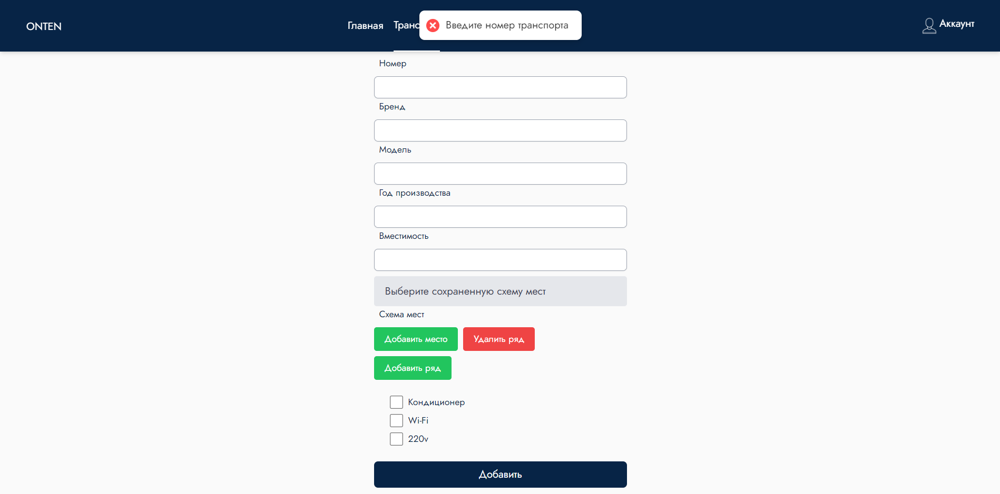 ONTEN
Главная
Введите номер транспорта
Аккаунт
Номер
Бренд
Модель
Год производства
Вместимость
Выберите сохраненную схему мест
Схема мест
Добавить место
Удалить ряд
Добавить ряд
Кондиционер
Wi-Fi
220v
Добавить